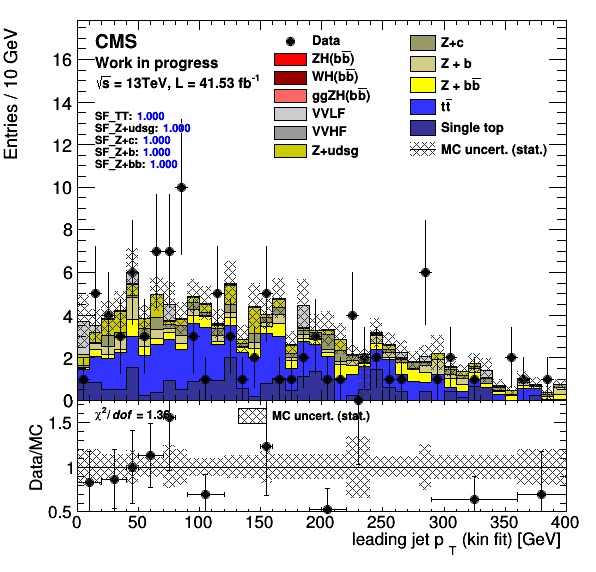 CMS
Work in progress
√s = 13TeV, L = 41.53 fb⁻¹
SF_TT: 1.000
SF_Z+udsg: 1.000
SF_Z+c: 1.000
SF_Z+b: 1.000
SF_Z+bb: 1.000
Data
ZH(bb̅)
WH(bb̅)
ggZH(bb̅)
VVLF
VVHF
Z+udsg
Z+c
Z + b
Z + bb̅
tt̅
Single top
MC uncert. (stat.)
Entries / 10 GeV
16
14
12
10
8
6
4
2
0
χ²/ dof = 1.36
MC uncert. (stat.)
Data/MC
1.5
1
0.5
0 50 100 150 200 250 300 350 400
leading jet p_T (kin fit) [GeV]